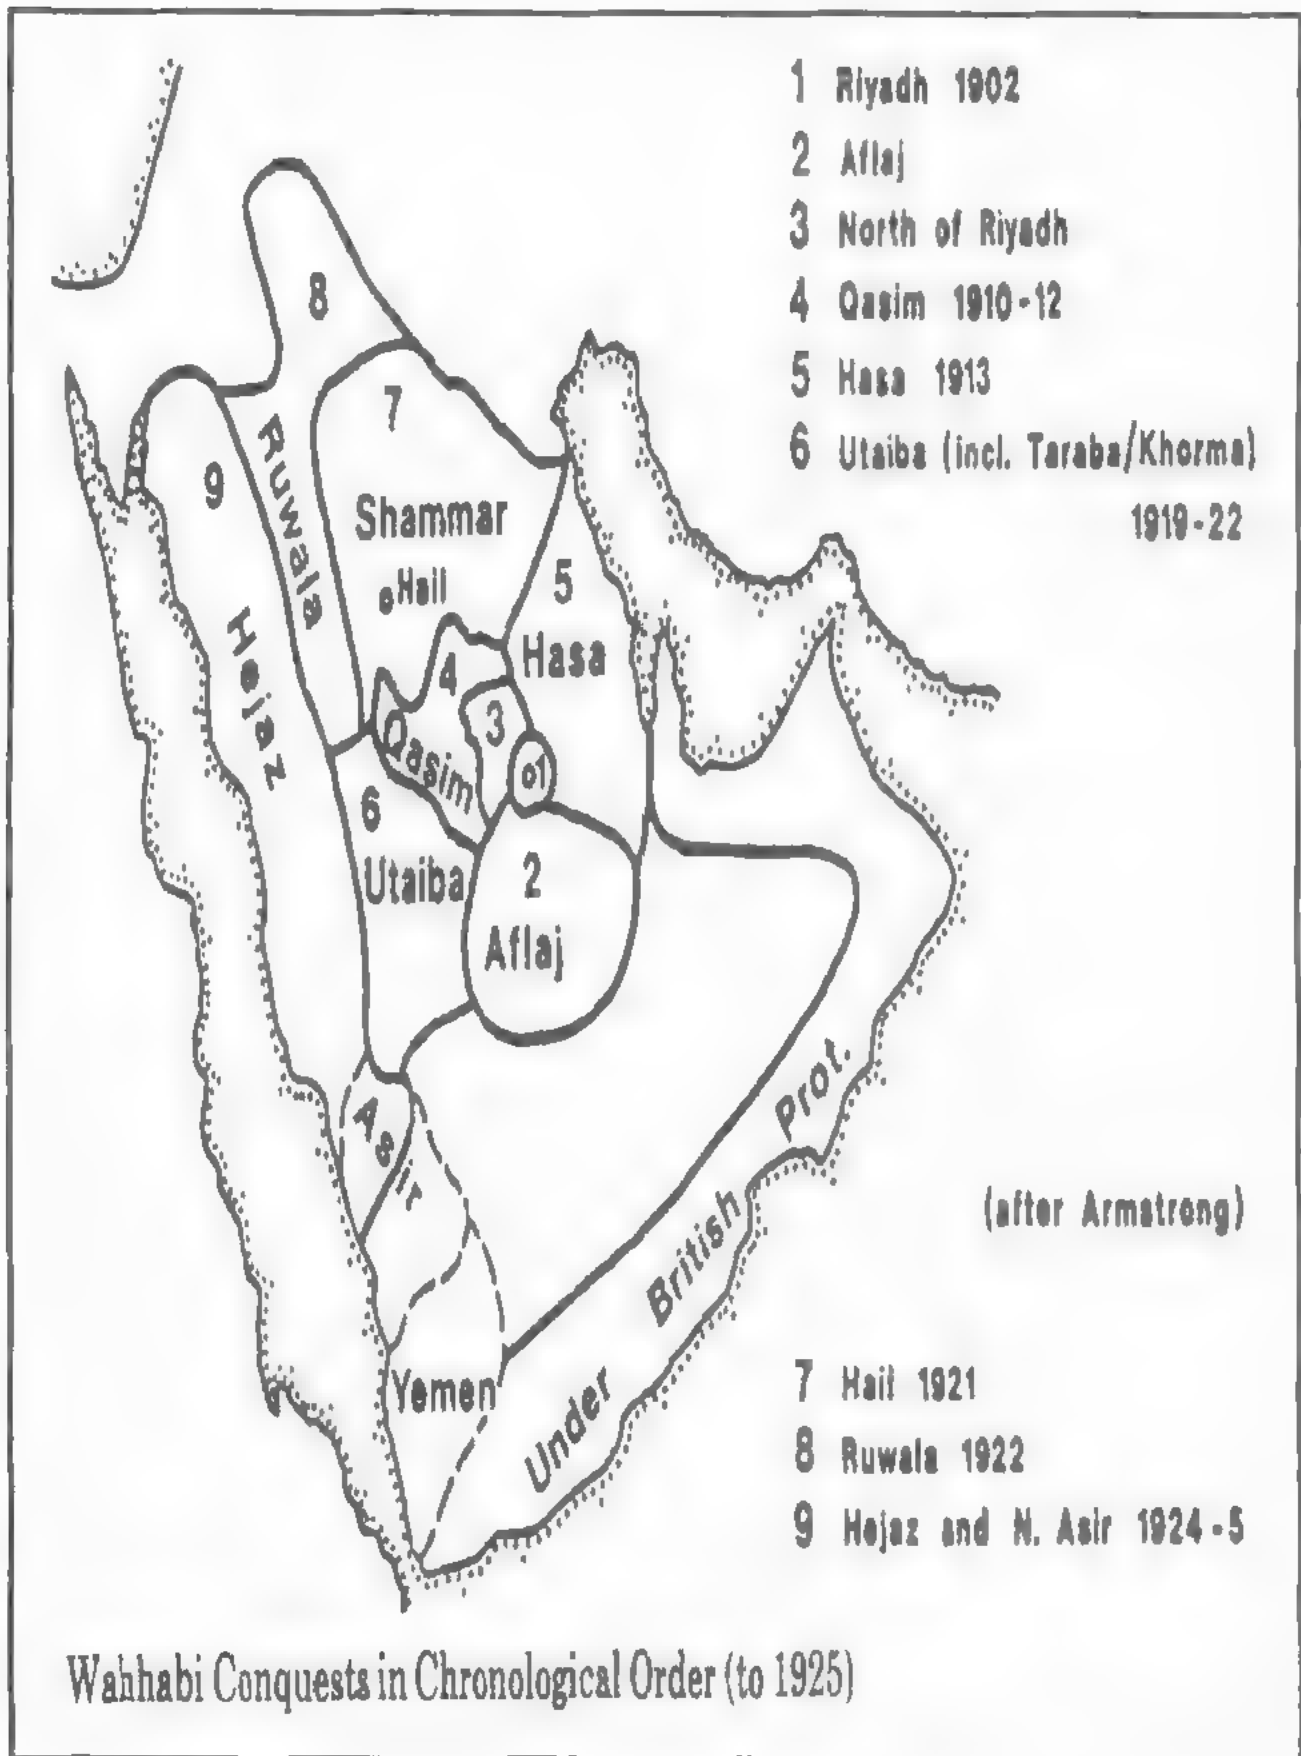 1 Riyadh 1902
2 Aflaj
3 North of Riyadh
4 Qasim 1910-12
5 Hasa 1913
6 Utaiba (incl. Taraba/Khorma)
1919-22
8
7
Ruwala
9
Shammar
Hail
5
Hasa
Hejaz
4
3
Qasim
1
6
Utaiba
2
Aflaj
Asir
Yemen
Under British Prot.
(after Armstrong)
7 Hail 1921
8 Ruwala 1922
9 Hejaz and N. Asir 1924-5
Wahhabi Conquests in Chronological Order (to 1925)